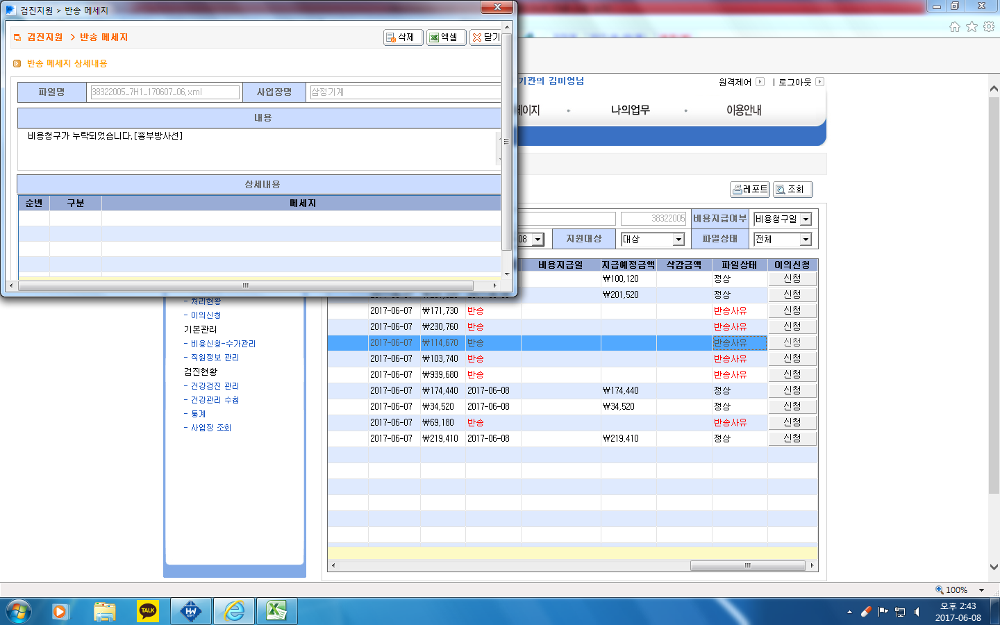 검진지원 > 반송 메세지
검진지원 > 반송 메세지
삭제
엑셀
닫기
반송 메세지 상세내용
파일명
38322005_7H1_170607_06.xml
사업장명
삼정기계
내용
비용청구가 누락되었습니다.[흉부방사선]
상세내용
순번 구분 메세지
기관의 김미영님
원격제어 | 로그아웃
페이지 나의업무 이용안내
레포트 조회
38322005 비용지급여부 비용청구일
08 지원대상 대상 파일상태 전체
비용지급일 지급예정금액 삭감금액 파일상태 이의신청
₩100,120 정상 신청
₩201,520 정상 신청
2017-06-07 ₩171,730 반송 반송사유 신청
2017-06-07 ₩230,760 반송 반송사유 신청
2017-06-07 ₩114,670 반송 반송사유 신청
2017-06-07 ₩103,740 반송 반송사유 신청
2017-06-07 ₩939,680 반송 반송사유 신청
2017-06-07 ₩174,440 2017-06-08 ₩174,440 정상 신청
2017-06-07 ₩34,520 2017-06-08 ₩34,520 정상 신청
2017-06-07 ₩69,180 반송 반송사유 신청
2017-06-07 ₩219,410 2017-06-08 ₩219,410 정상 신청
- 처리현황
- 이의신청
기본관리
- 비용신청-수가관리
- 직원정보 관리
검진현황
- 건강검진 관리
- 건강관리 수첩
- 통계
- 사업장 조회
100%
TALK
HW
SOFT
오후 2:43
2017-06-08